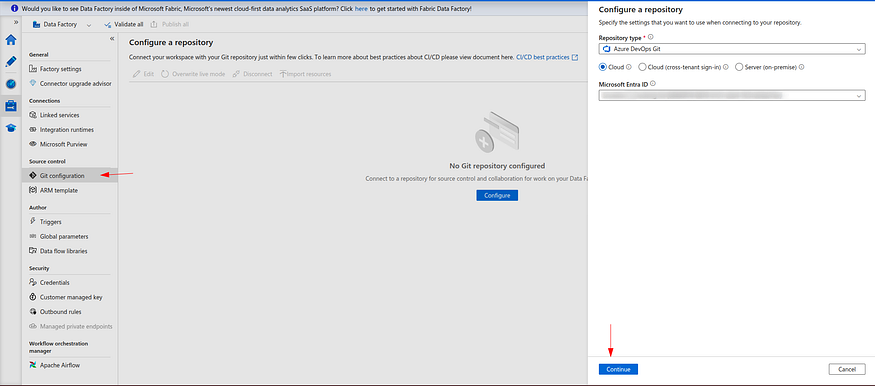 Would you like to see Data Factory inside of Microsoft Fabric, Microsoft's newest cloud-first data analytics SaaS platform? Click here to get started with Fabric Data Factory!
Data Factory
Validate all
Publish all
General
Factory settings
Connector upgrade advisor
Connections
Linked services
Integration runtimes
Microsoft Purview
Source control
Git configuration
ARM template
Author
Triggers
Global parameters
Data flow libraries
Security
Credentials
Customer managed key
Outbound rules
Managed private endpoints
Workflow orchestration
manager
Apache Airflow
Configure a repository
Connect your workspace with your Git repository just within few clicks. To learn more about best practices about CI/CD please view document here. CI/CD best practices
Edit Overwrite live mode Disconnect Import resources
No Git repository configured
Connect to a repository for source control and collaboration for work on your Data
Configure
Configure a repository
Specify the settings that you want to use when connecting to your repository.
Repository type *
Azure DevOps Git
Cloud Cloud (cross-tenant sign-in) Server (on-premise)
Microsoft Entra ID
Continue
Cancel